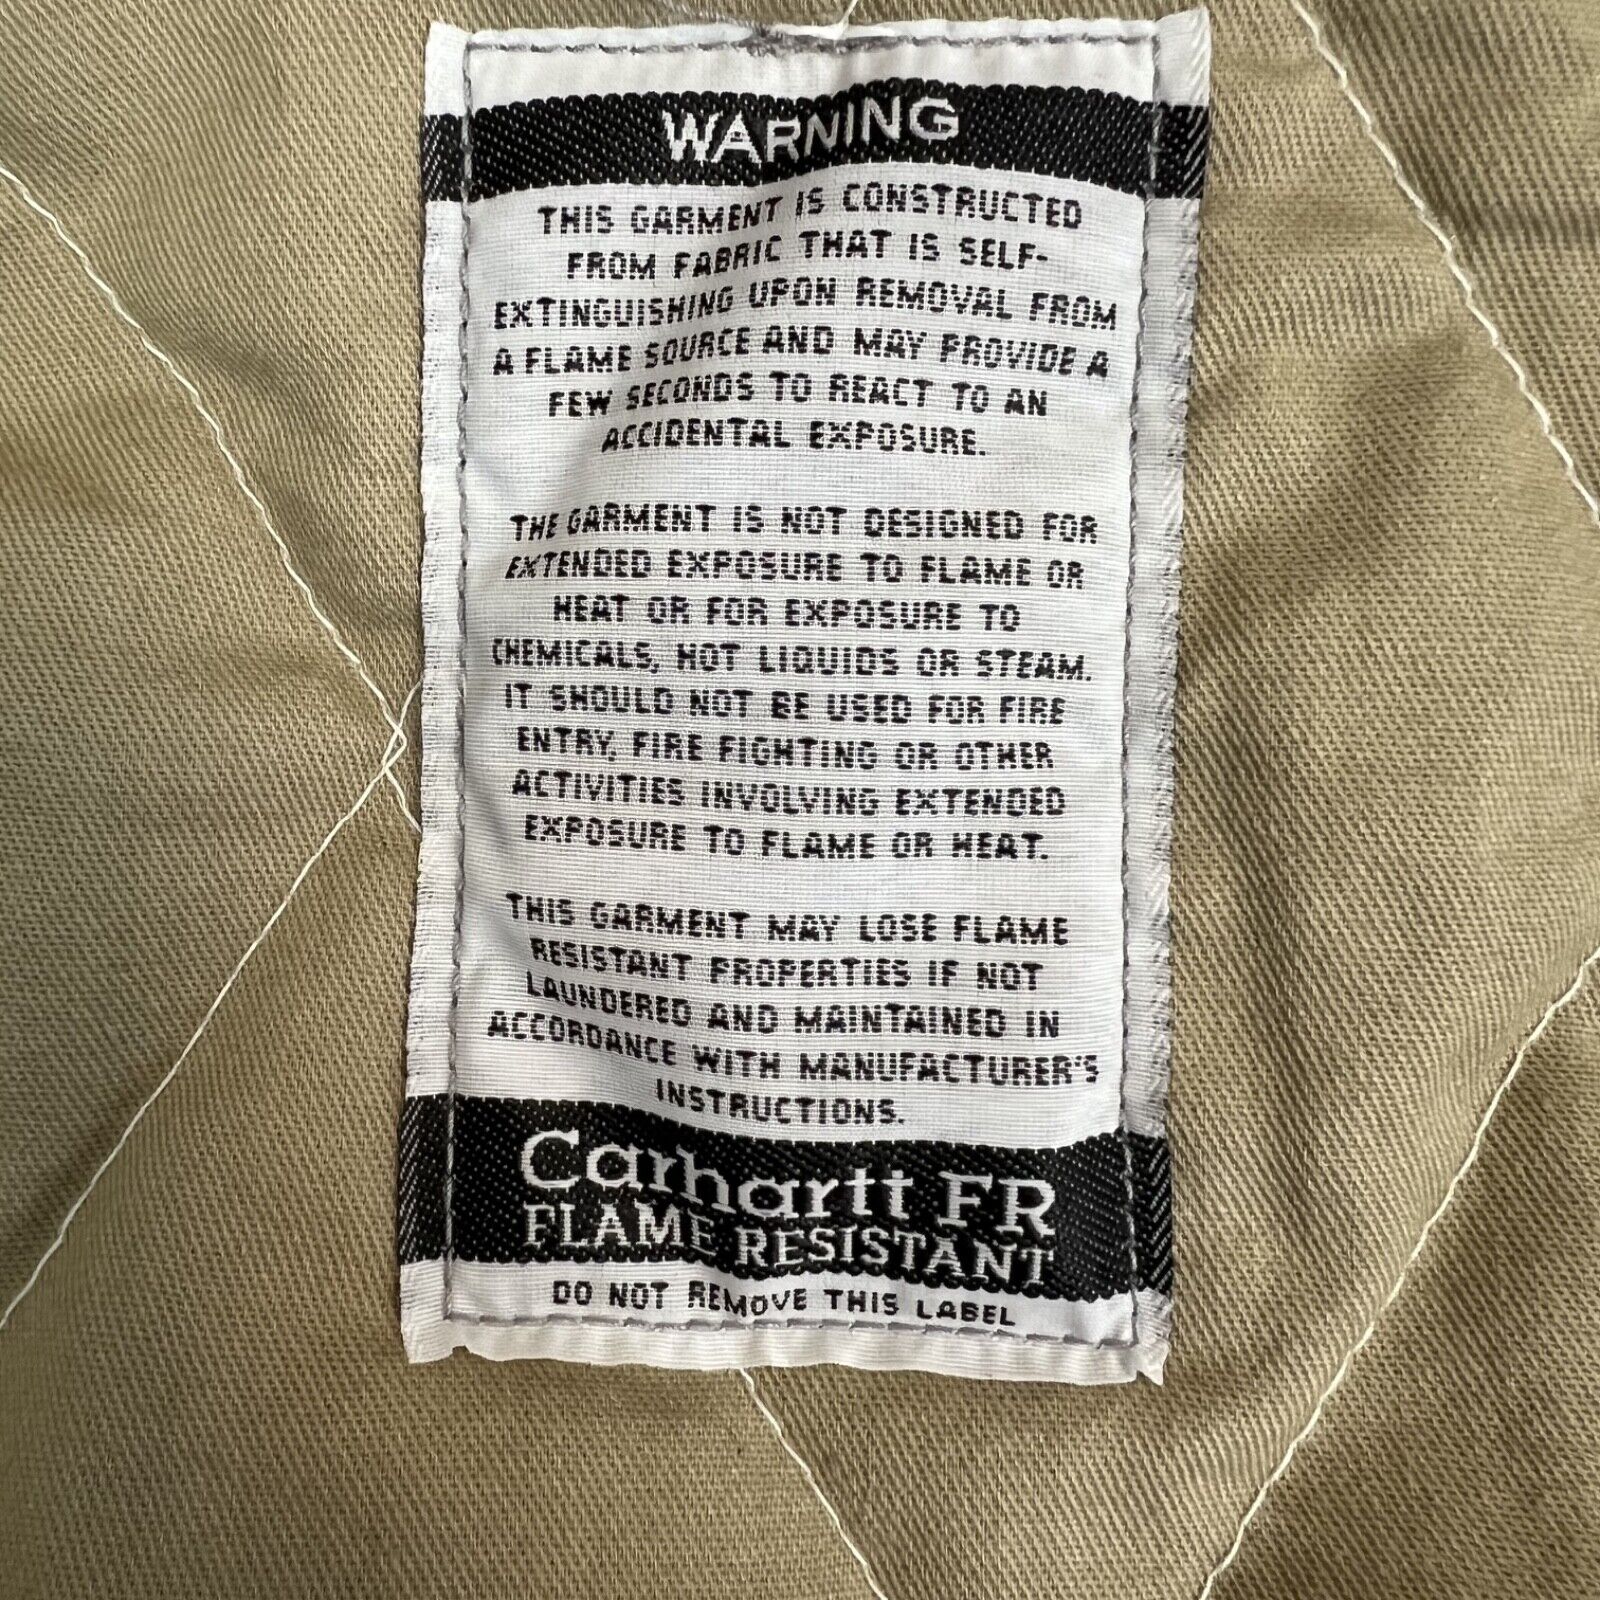 WARNING
THIS GARMENT IS CONSTRUCTED
FROM FABRIC THAT IS SELF-
EXTINGUISHING UPON REMOVAL FROM
A FLAME SOURCE AND MAY PROVIDE A
FEW SECONDS TO REACT TO AN
ACCIDENTAL EXPOSURE.
THE GARMENT IS NOT DESIGNED FOR
EXTENDED EXPOSURE TO FLAME OR
HEAT OR FOR EXPOSURE TO
CHEMICALS, HOT LIQUIDS OR STEAM.
IT SHOULD NOT BE USED FOR FIRE
ENTRY, FIRE FIGHTING OR OTHER
ACTIVITIES INVOLVING EXTENDED
EXPOSURE TO FLAME OR HEAT.
THIS GARMENT MAY LOSE FLAME
RESISTANT PROPERTIES IF NOT
LAUNDERED AND MAINTAINED IN
ACCORDANCE WITH MANUFACTURER'S
INSTRUCTIONS.
Carhartt FR
FLAME RESISTANT
DO NOT REMOVE THIS LABEL